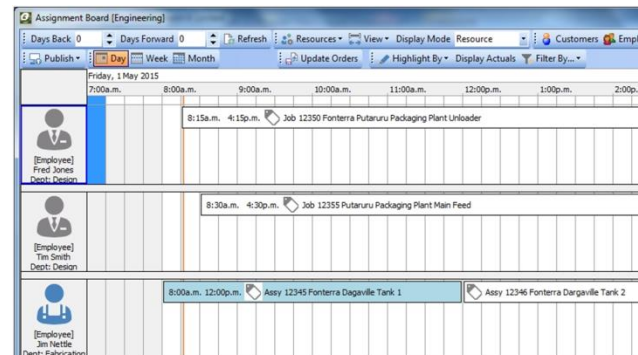 Assignment Board [Engineering]
Days Back 0 Days Forward 0 Refresh Resources View Display Mode Resource Customers Empl
Publish Day Week Month Update Orders Highlight By Display Actuals Filter By...
Friday, 1 May 2015
7:00a.m. 8:00a.m. 9:00a.m. 10:00a.m. 11:00a.m. 12:00p.m. 1:00p.m. 2:00p.
8:15a.m. 4:15p.m. Job 12350 Fonterra Putaruru Packaging Plant Unloader
[Employee]
Fred Jones
Dept: Design
8:30a.m. 4:30p.m. Job 12355 Putaruru Packaging Plant Main Feed
[Employee]
Tim Smith
Dept: Design
8:00a.m. 12:00p.m. Assy 12345 Fonterra Dagaville Tank 1 Assy 12346 Fonterra Dargaville Tank 2
[Employee]
Jim Nettle
Dept: Fabrication